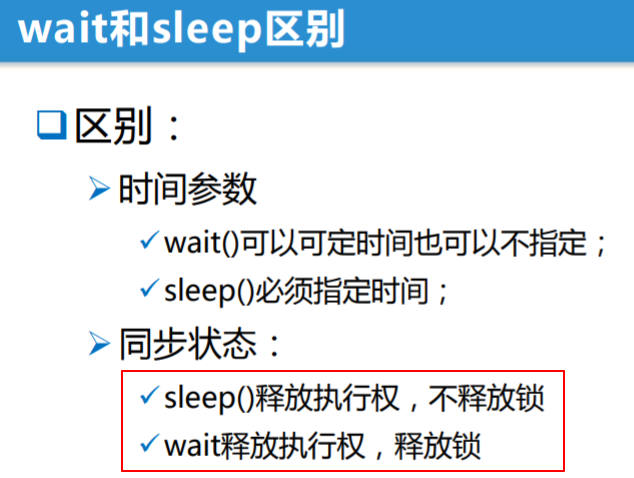 wait和sleep区别
区别：
时间参数
wait()可以可定时间也可以不指定；
sleep()必须指定时间；
同步状态：
sleep()释放执行权，不释放锁
wait释放执行权，释放锁